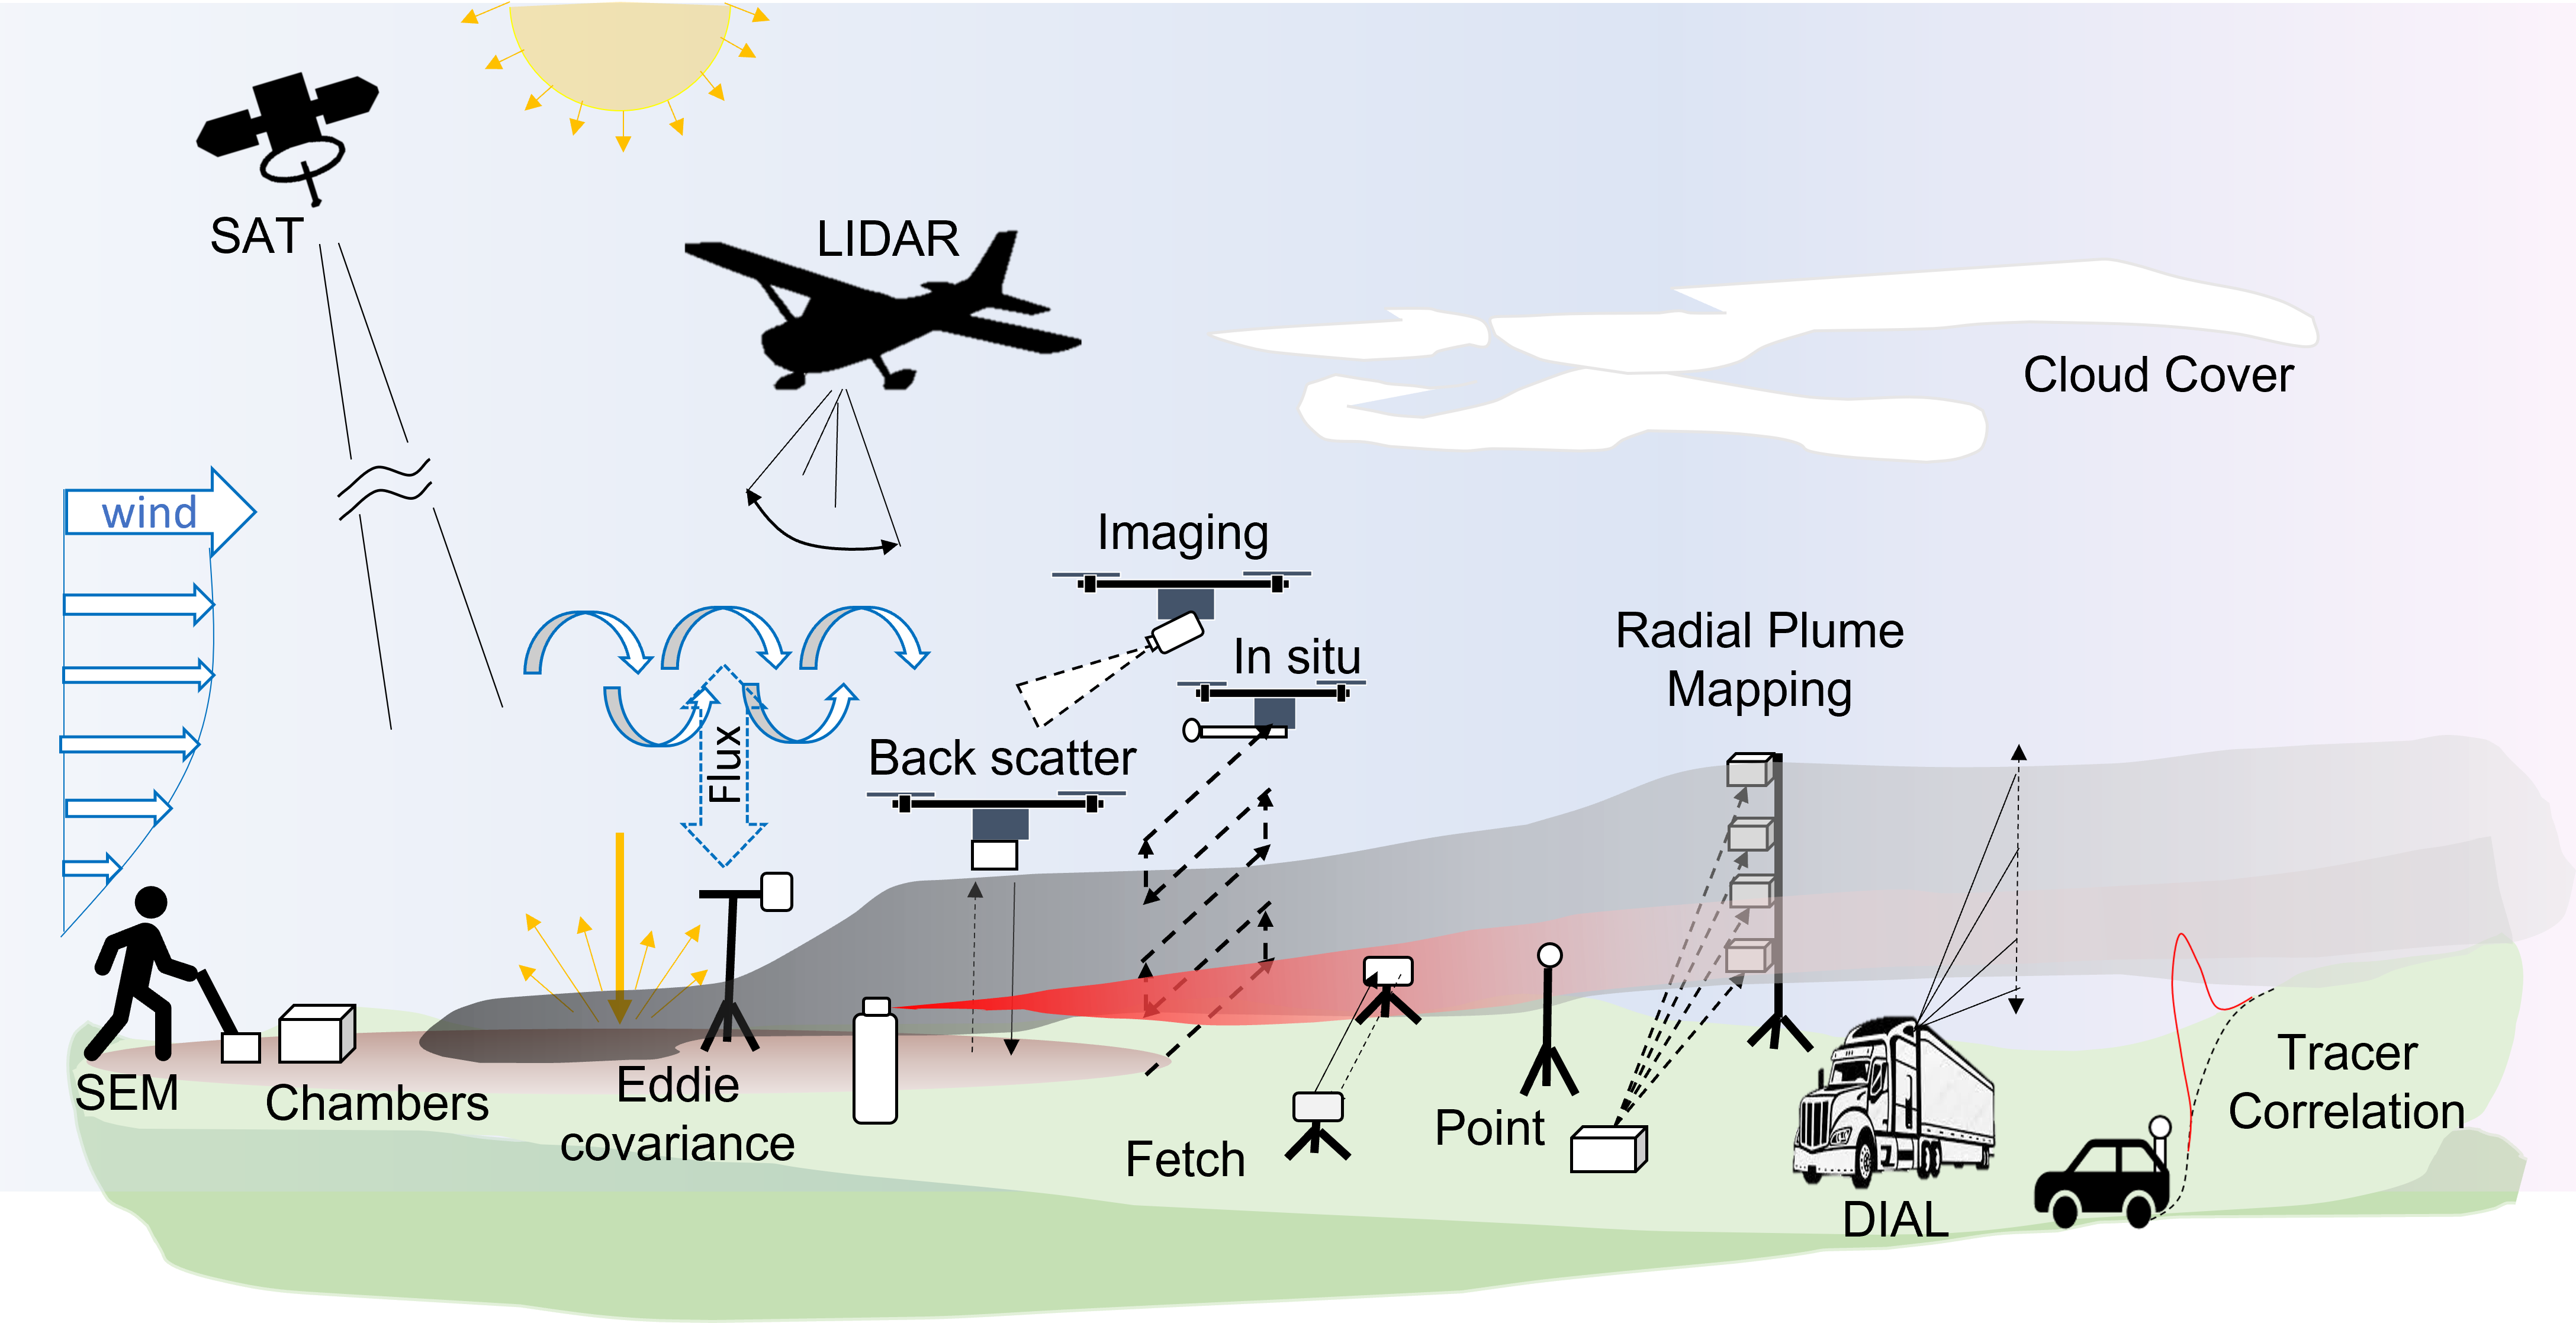 SAT
LIDAR
Cloud Cover
wind
Imaging
In situ
Radial Plume
Mapping
Flux
Back scatter
SEM
Chambers
Eddie
covariance
Fetch
Point
DIAL
Tracer
Correlation